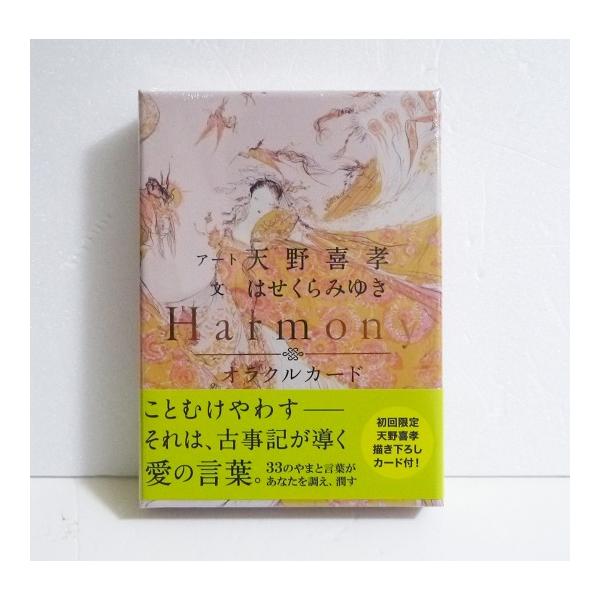 アート 天野喜孝
文 はせくらみゆき
Harmony
オラクルカード
ことむけやわす――
それは、古事記が導く
愛の言葉。
33のやまと言葉が
あなたを調え、潤す
初回限定
天野喜孝
描き下ろし
カード付!